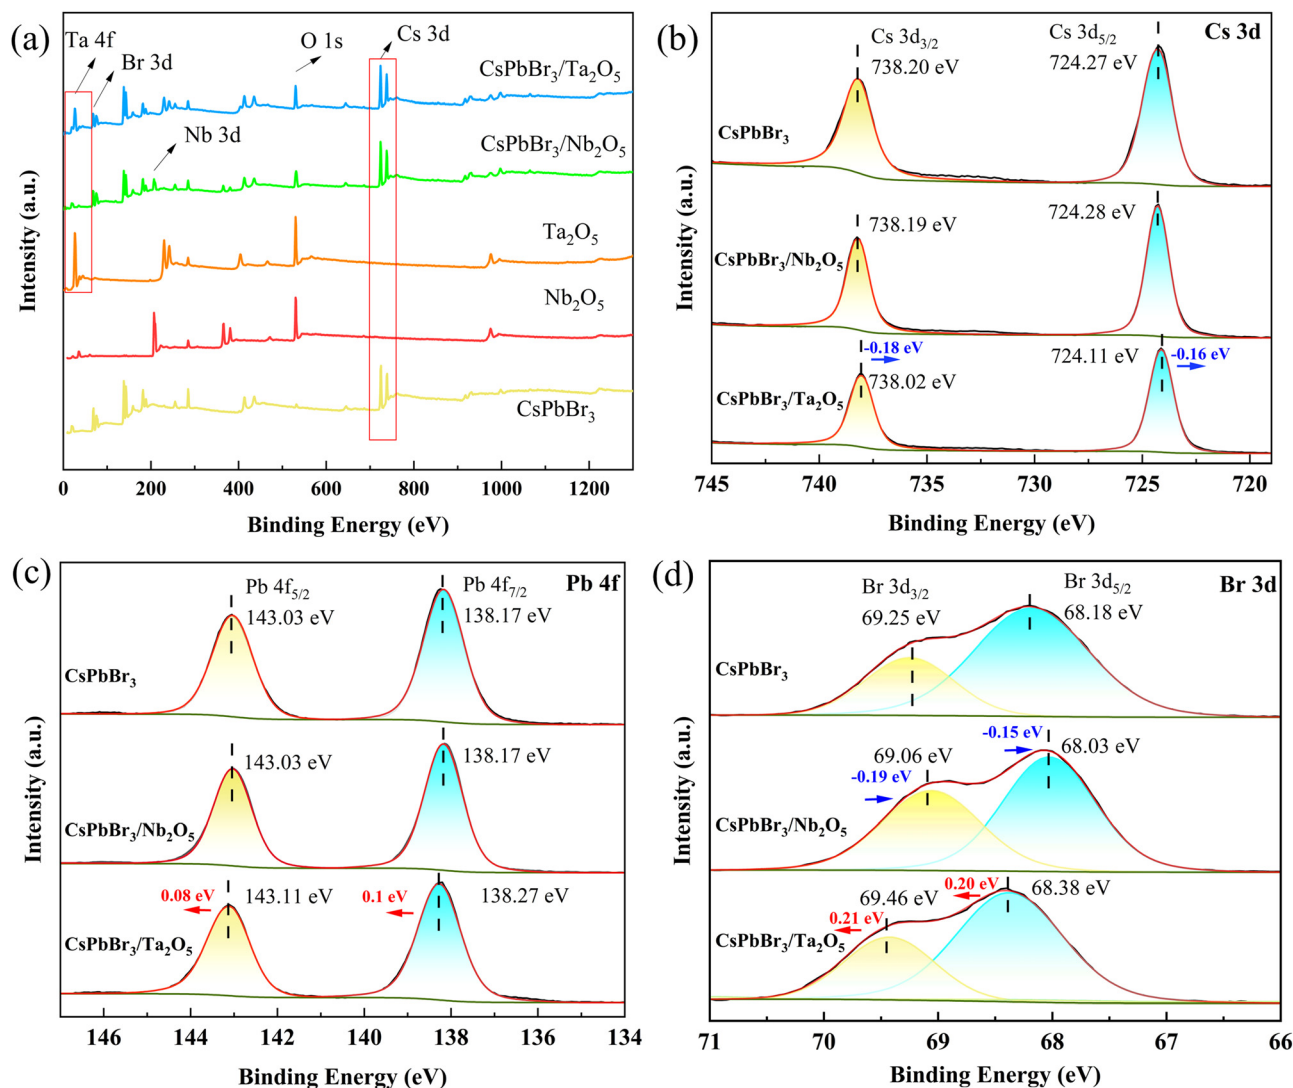 (a)
Ta 4f
Br 3d
Nb 3d
O 1s
Cs 3d
CsPbBr₃/Ta₂O₅
CsPbBr₃/Nb₂O₅
Ta₂O₅
Nb₂O₅
CsPbBr₃
Intensity (a.u.)
0 200 400 600 800 1000 1200
Binding Energy (eV)
(b)
Cs 3d
Cs 3d₃/₂
738.20 eV
Cs 3d₅/₂
724.27 eV
CsPbBr₃
738.19 eV
724.28 eV
CsPbBr₃/Nb₂O₅
-0.18 eV
738.02 eV
724.11 eV
-0.16 eV
CsPbBr₃/Ta₂O₅
Intensity (a.u.)
745 740 735 730 725 720
Binding Energy (eV)
(c)
Pb 4f
Pb 4f₅/₂
143.03 eV
Pb 4f₇/₂
138.17 eV
CsPbBr₃
143.03 eV
138.17 eV
CsPbBr₃/Nb₂O₅
0.08 eV
143.11 eV
0.1 eV
138.27 eV
CsPbBr₃/Ta₂O₅
Intensity (a.u.)
146 144 142 140 138 136 134
Binding Energy (eV)
(d)
Br 3d
Br 3d₃/₂
69.25 eV
Br 3d₅/₂
68.18 eV
CsPbBr₃
-0.19 eV
69.06 eV
-0.15 eV
68.03 eV
CsPbBr₃/Nb₂O₅
0.21 eV
69.46 eV
0.20 eV
68.38 eV
CsPbBr₃/Ta₂O₅
Intensity (a.u.)
71 70 69 68 67 66
Binding Energy (eV)